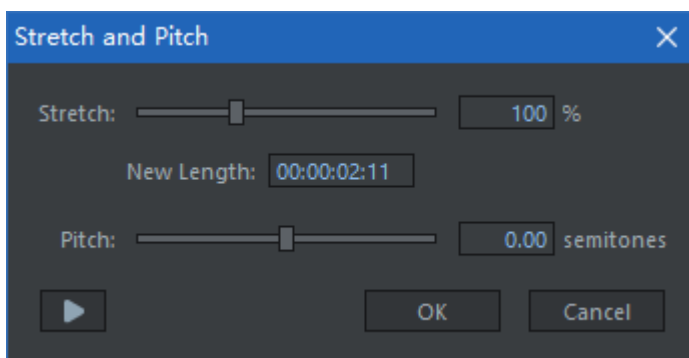 Stretch and Pitch
Stretch: 100 %
New Length: 00:00:02:11
Pitch: 0.00 semitones
OK Cancel